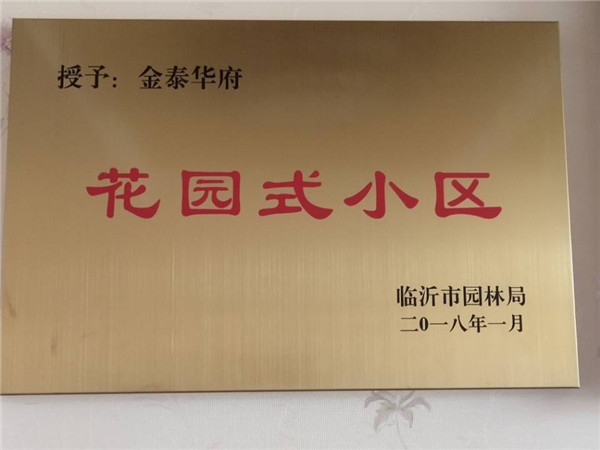 授予：金泰华府
花园式小区
临沂市园林局
二0一八年一月